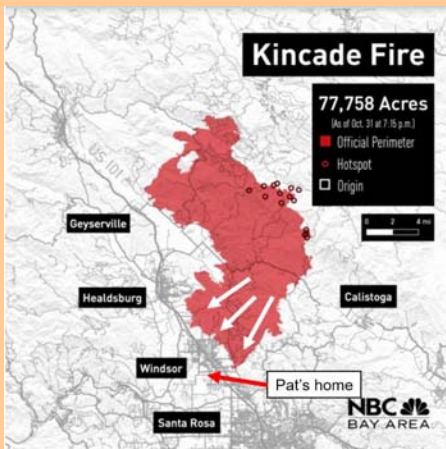 Kincade Fire
77,758 Acres
(As of Oct. 31 at 7:15 p.m.)
Official Perimeter
Hotspot
Origin
0 2 4 mi
US 101
Geyserville
Healdsburg
Calistoga
Windsor
Pat's home
Santa Rosa
NBC
BAY AREA